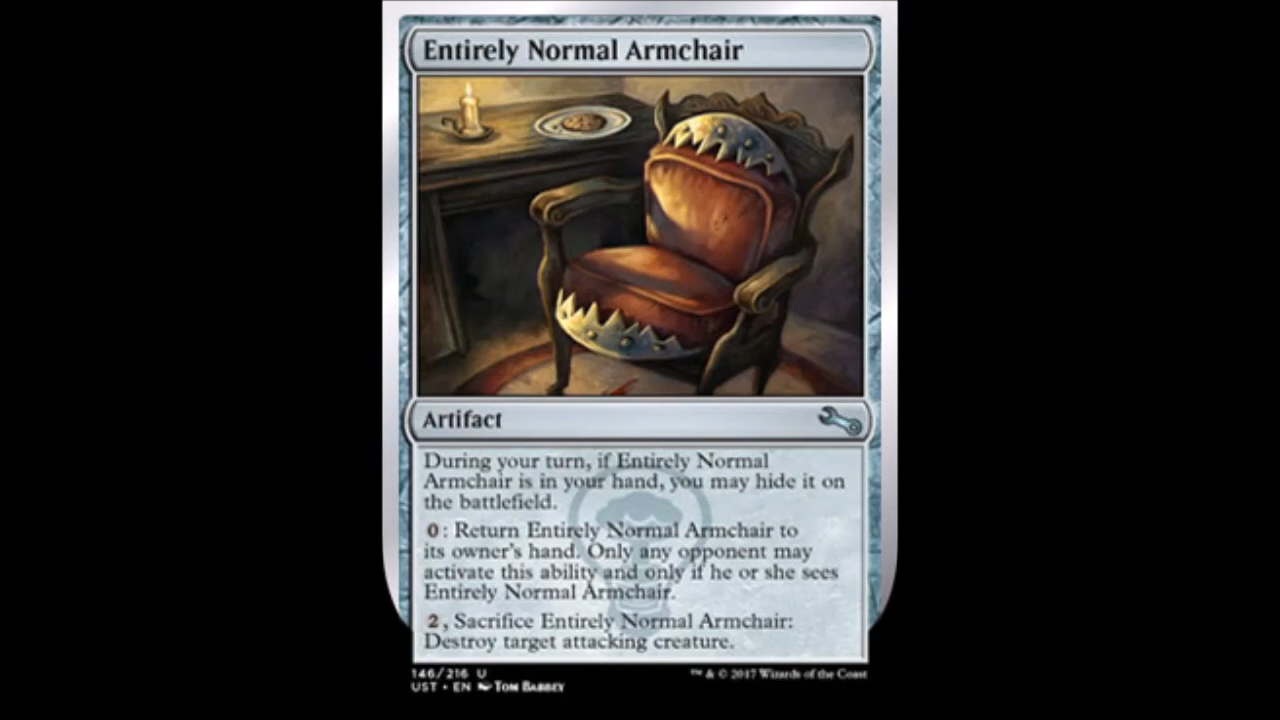 Entirely Normal Armchair
Artifact
During your turn, if Entirely Normal
Armchair is in your hand, you may hide it on
the battlefield.
0: Return Entirely Normal Armchair to
its owner's hand. Only any opponent may
activate this ability and only if he or she sees
Entirely Normal Armchair.
2, Sacrifice Entirely Normal Armchair:
Destroy target attacking creature.
146/216 U
™ & © 2017 Wizards of the Coast
UST • EN Tom Babbey